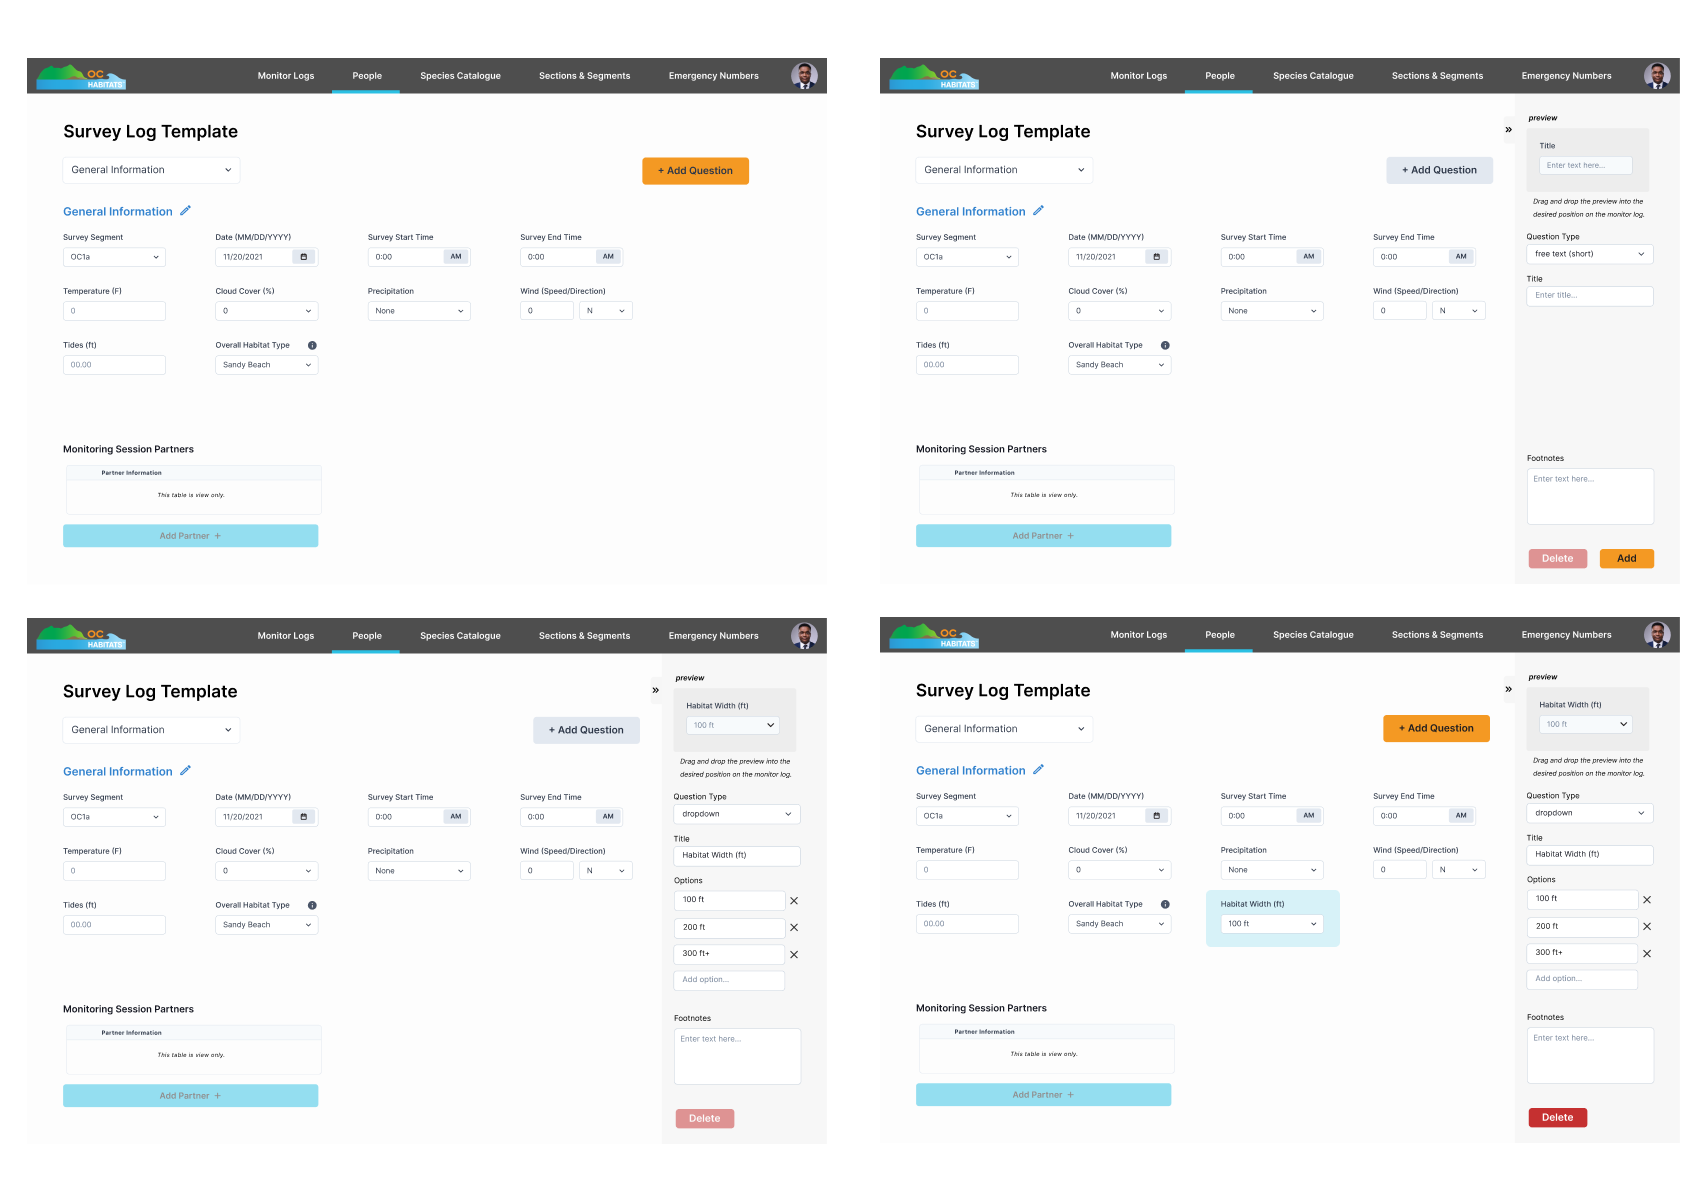 OC
HABITATS
Monitor Logs People Species Catalogue Sections & Segments Emergency Numbers
Survey Log Template
General Information
+ Add Question
General Information
Survey Segment Date (MM/DD/YYYY) Survey Start Time Survey End Time
OC1a 11/20/2021 0:00 AM 0:00 AM
Temperature (F) Cloud Cover (%) Precipitation Wind (Speed/Direction)
0 0 None 0 N
Tides (ft) Overall Habitat Type
00.00 Sandy Beach
Monitoring Session Partners
Partner Information
This table is view only.
Add Partner +
OC
HABITATS
Monitor Logs People Species Catalogue Sections & Segments Emergency Numbers
Survey Log Template
General Information
+ Add Question
General Information
Survey Segment Date (MM/DD/YYYY) Survey Start Time Survey End Time
OC1a 11/20/2021 0:00 AM 0:00 AM
Temperature (F) Cloud Cover (%) Precipitation Wind (Speed/Direction)
0 0 None 0 N
Tides (ft) Overall Habitat Type
00.00 Sandy Beach
Monitoring Session Partners
Partner Information
This table is view only.
Add Partner +
»
preview
Title
Enter text here...
Drag and drop the preview into the
desired position on the monitor log.
Question Type
free text (short)
Title
Enter title...
Footnotes
Enter text here...
Delete Add
OC
HABITATS
Monitor Logs People Species Catalogue Sections & Segments Emergency Numbers
Survey Log Template
General Information
+ Add Question
General Information
Survey Segment Date (MM/DD/YYYY) Survey Start Time Survey End Time
OC1a 11/20/2021 0:00 AM 0:00 AM
Temperature (F) Cloud Cover (%) Precipitation Wind (Speed/Direction)
0 0 None 0 N
Tides (ft) Overall Habitat Type
00.00 Sandy Beach
Monitoring Session Partners
Partner Information
This table is view only.
Add Partner +
»
preview
Habitat Width (ft)
100 ft
Drag and drop the preview into the
desired position on the monitor log.
Question Type
dropdown
Title
Habitat Width (ft)
Options
100 ft
200 ft
300 ft+
Add option...
Footnotes
Enter text here...
Delete
OC
HABITATS
Monitor Logs People Species Catalogue Sections & Segments Emergency Numbers
Survey Log Template
General Information
+ Add Question
General Information
Survey Segment Date (MM/DD/YYYY) Survey Start Time Survey End Time
OC1a 11/20/2021 0:00 AM 0:00 AM
Temperature (F) Cloud Cover (%) Precipitation Wind (Speed/Direction)
0 0 None 0 N
Tides (ft) Overall Habitat Type Habitat Width (ft)
00.00 Sandy Beach 100 ft
Monitoring Session Partners
Partner Information
This table is view only.
Add Partner +
»
preview
Habitat Width (ft)
100 ft
Drag and drop the preview into the
desired position on the monitor log.
Question Type
dropdown
Title
Habitat Width (ft)
Options
100 ft
200 ft
300 ft+
Add option...
Footnotes
Enter text here...
Delete